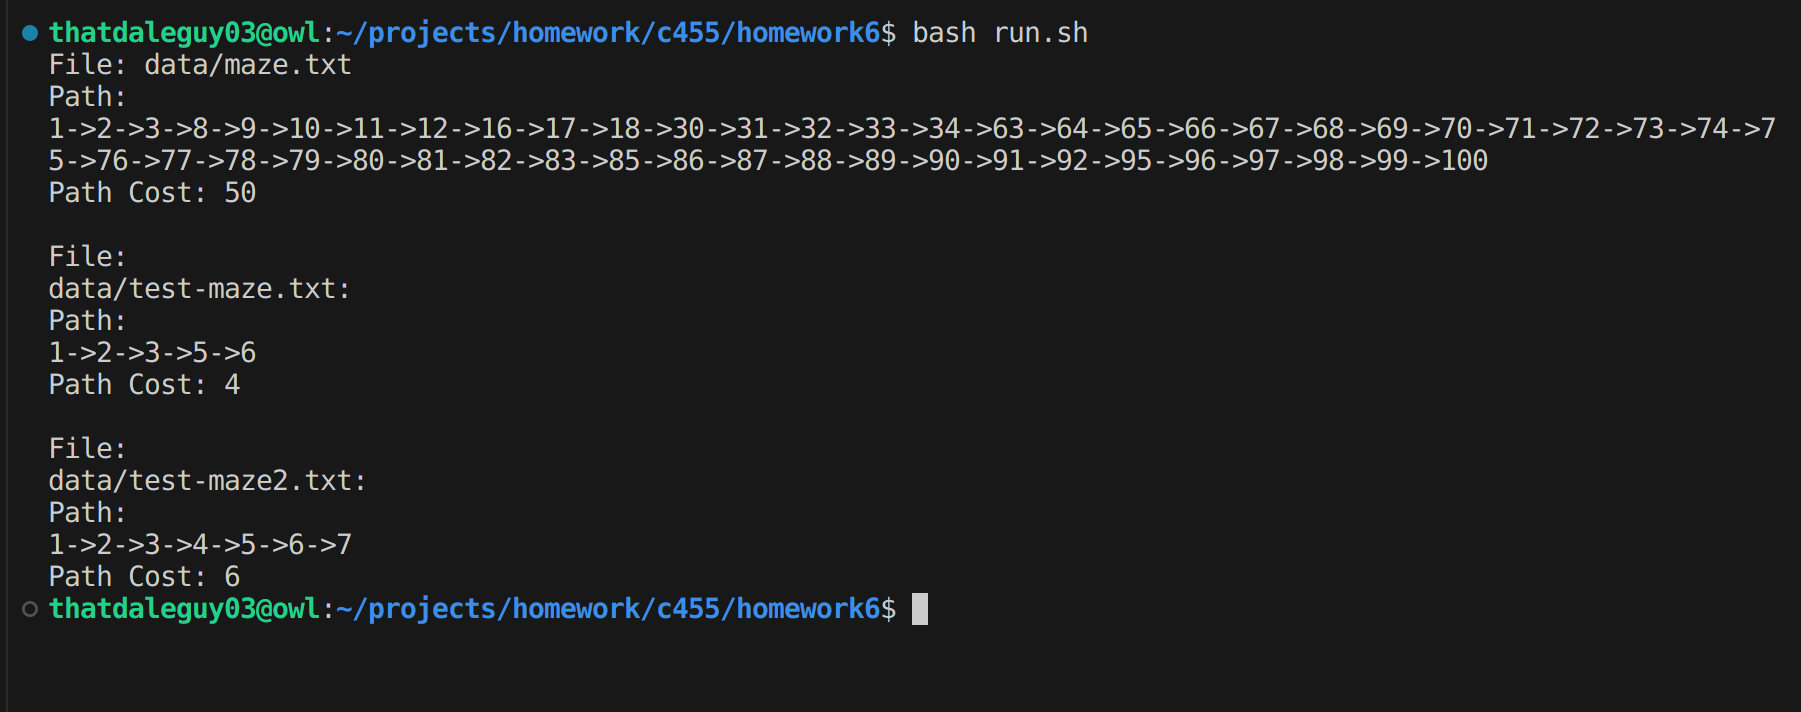 thatdaleguy03@owl:~/projects/homework/c455/homework6$ bash run.sh
File: data/maze.txt
Path:
1->2->3->8->9->10->11->12->16->17->18->30->31->32->33->34->63->64->65->66->67->68->69->70->71->72->73->74->7
5->76->77->78->79->80->81->82->83->85->86->87->88->89->90->91->92->95->96->97->98->99->100
Path Cost: 50
File:
data/test-maze.txt:
Path:
1->2->3->5->6
Path Cost: 4
File:
data/test-maze2.txt:
Path:
1->2->3->4->5->6->7
Path Cost: 6
thatdaleguy03@owl:~/projects/homework/c455/homework6$